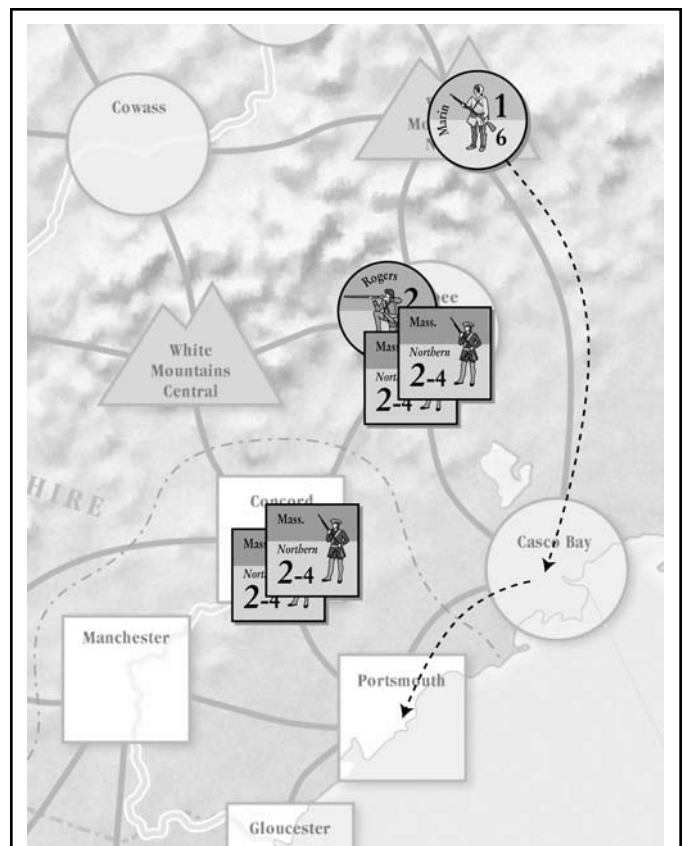 Cowass
Marin
1
6
Rogers
2
Mass.
Northern
2-4
Mass.
2-4
White
Mountains
Central
HIRE
Concord
Mass.
Northern
2-4
2-4
Casco Bay
Manchester
Portsmouth
Gloucester